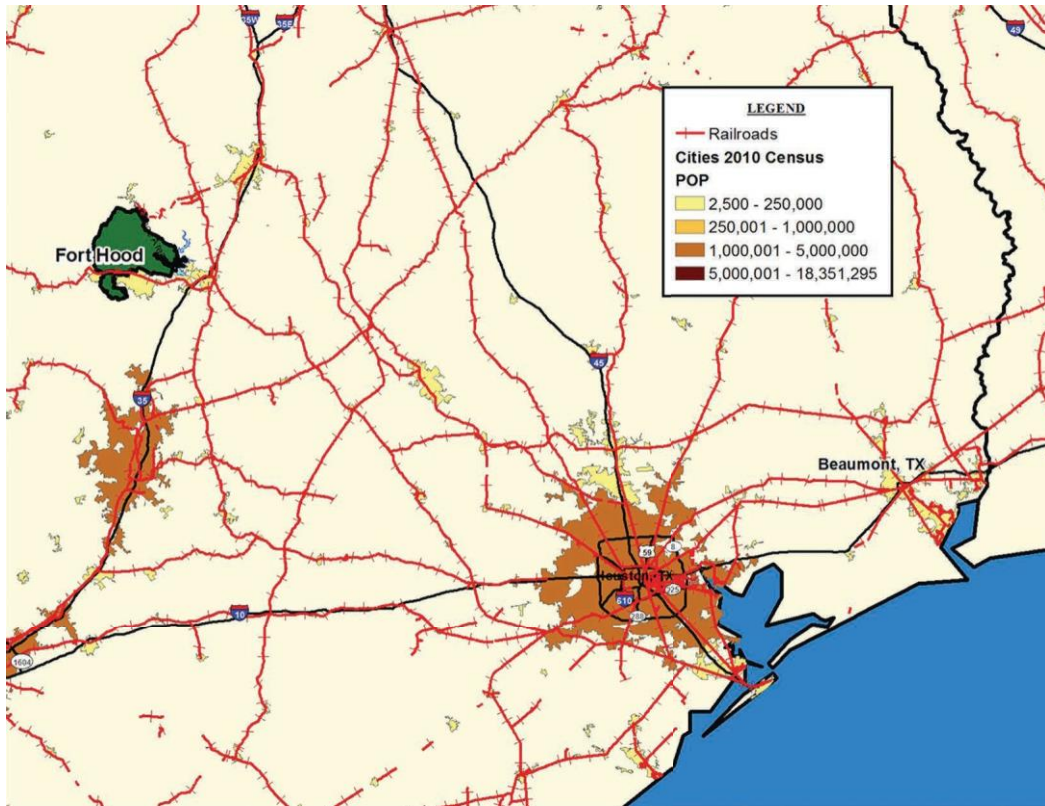 35W
35E
49
LEGEND
Railroads
Cities 2010 Census
POP
2,500 - 250,000
250,001 - 1,000,000
1,000,001 - 5,000,000
5,000,001 - 18,351,295
Fort Hood
45
35
Beaumont, TX
59
8
Houston, TX
225
610
288
10
1604